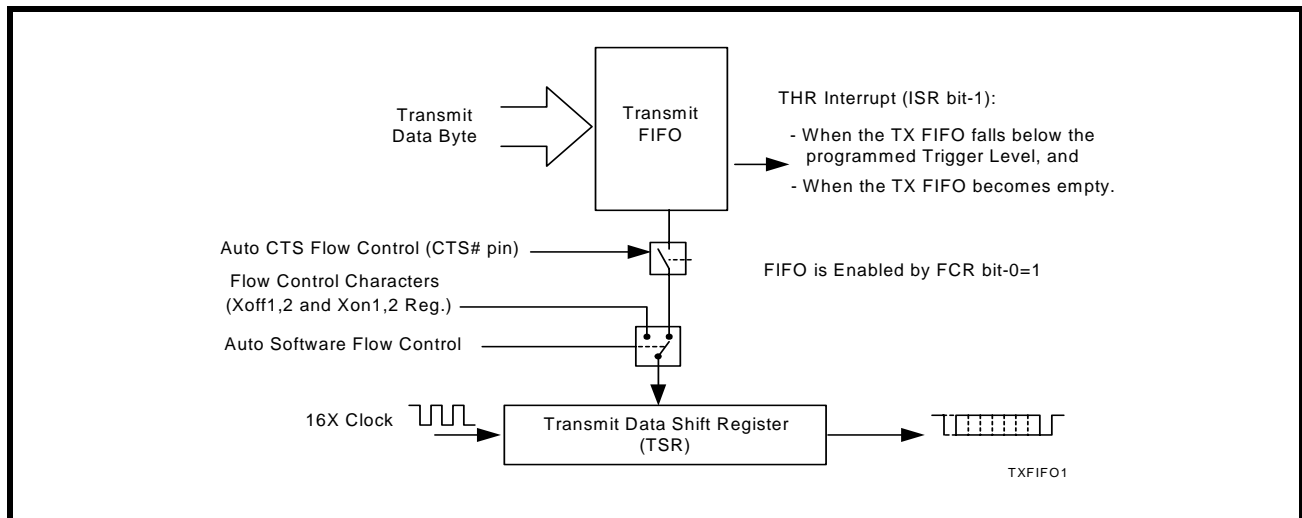 Transmit
Data Byte
Transmit
FIFO
THR Interrupt (ISR bit-1):
- When the TX FIFO falls below the
programmed Trigger Level, and
- When the TX FIFO becomes empty.
Auto CTS Flow Control (CTS# pin)
Flow Control Characters
(Xoff1,2 and Xon1,2 Reg.)
Auto Software Flow Control
FIFO is Enabled by FCR bit-0=1
16X Clock
Transmit Data Shift Register
(TSR)
TXFIFO1